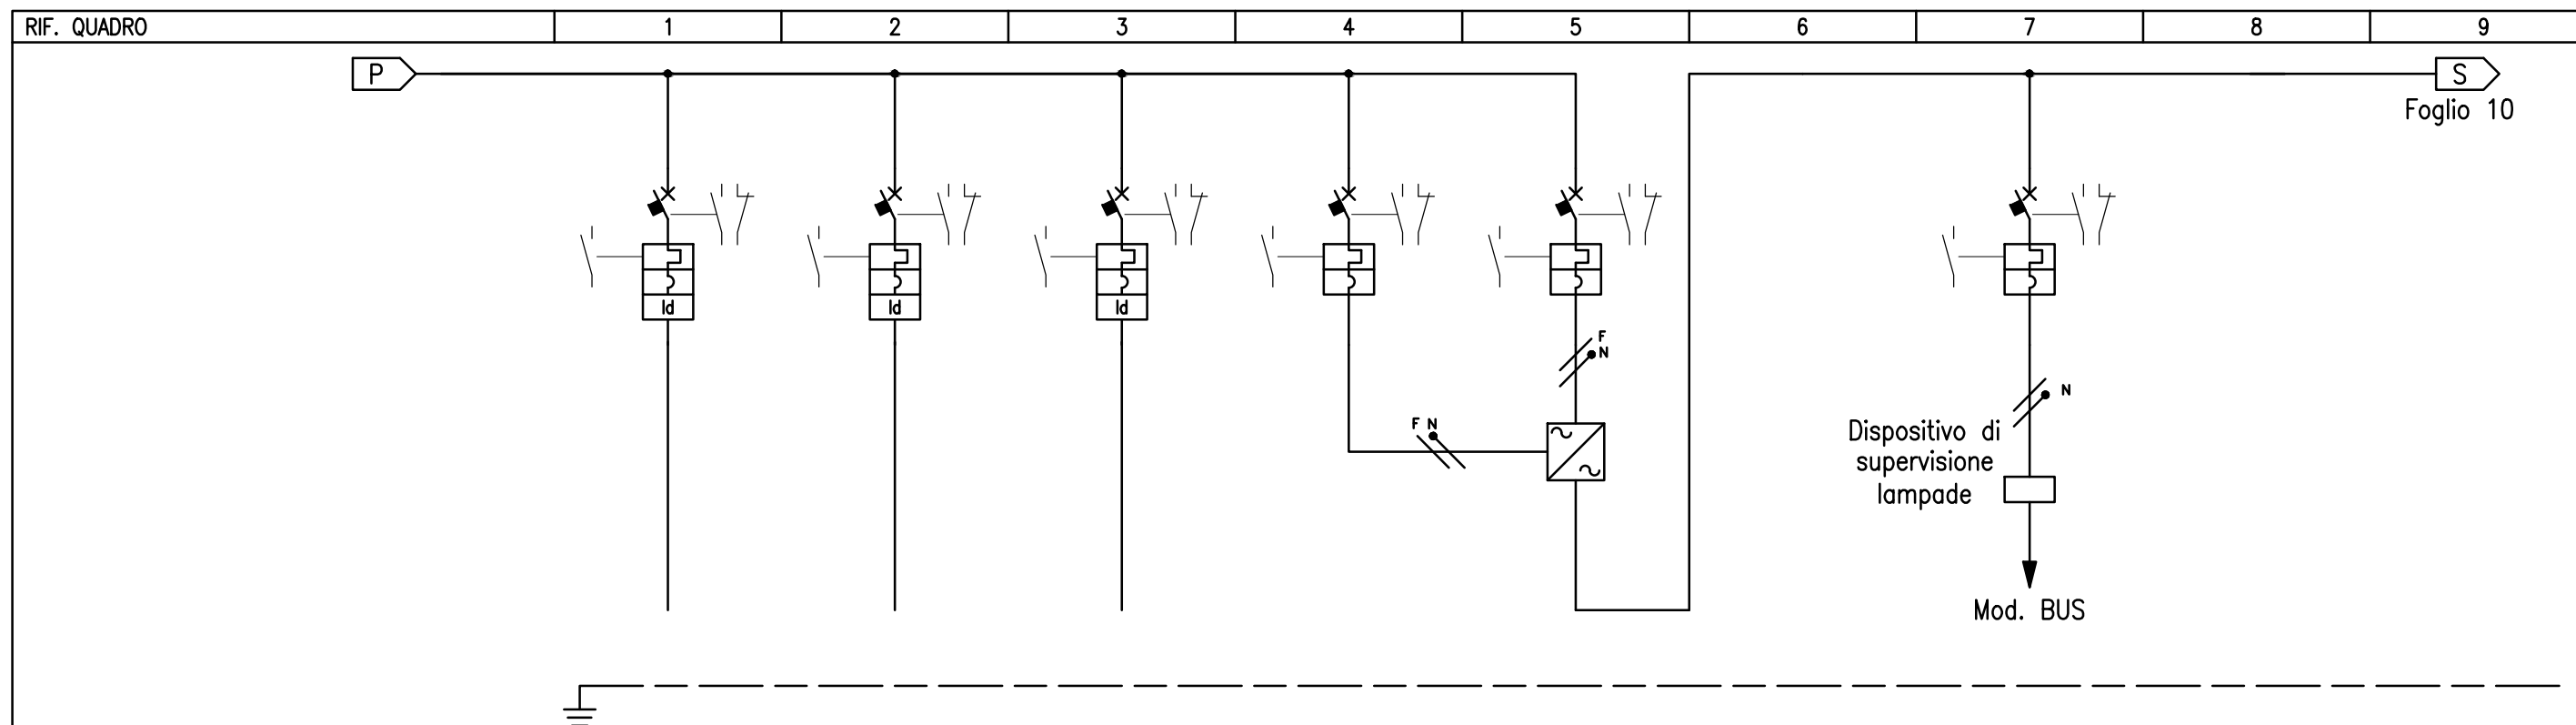 RIF. QUADRO 1 2 3 4 5 6 7 8 9
P
S
Foglio 10
Id Id Id
F
N
F N
N
Dispositivo di
supervisione
lampade
Mod. BUS